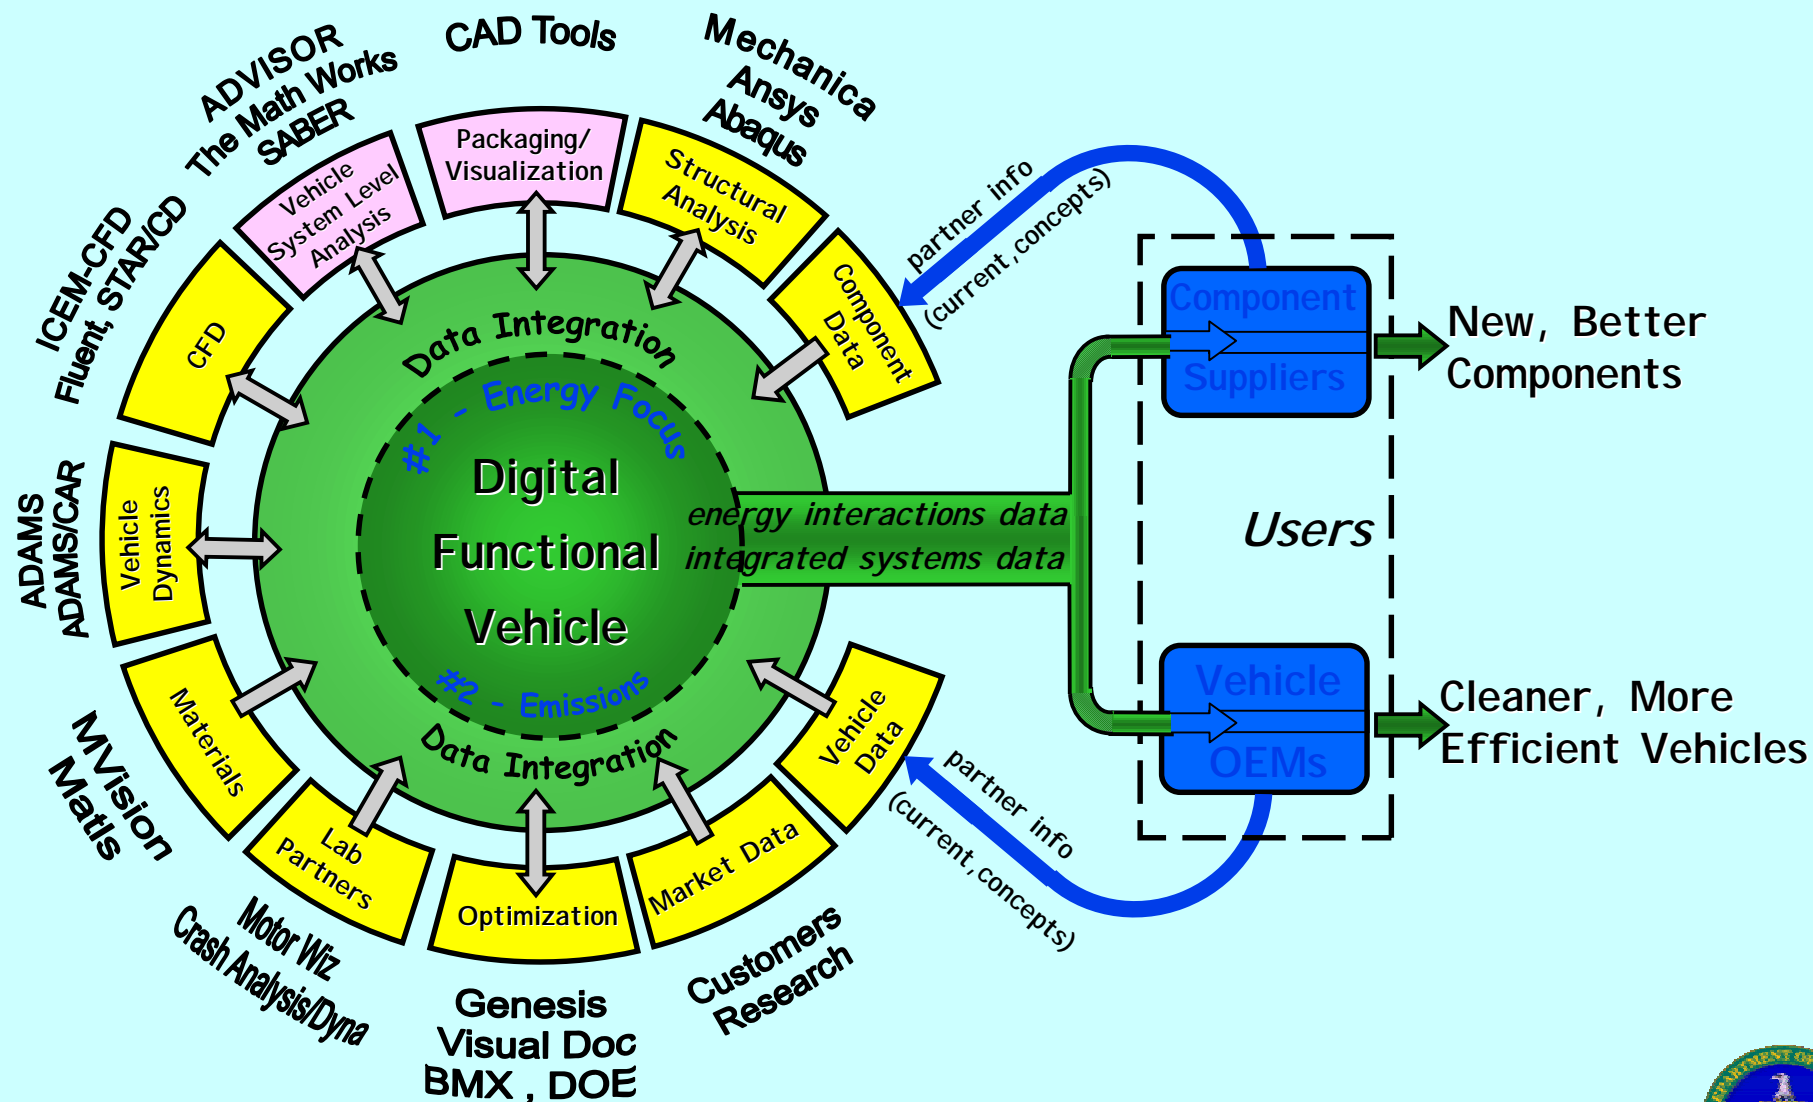 CAD Tools
Mechanica
Ansys
Abaqus
ADVISOR
The Math Works
SABER
ICEM-CFD
Fluent, STAR/CD
ADAMS
ADAMS/CAR
MVision
Matls
Motor Wiz
Crash Analysis/Dyna
Genesis
Visual Doc
BMX , DOE
Customers
Research
Packaging/
Visualization
Structural
Analysis
Component
Data
Vehicle
System Level
Analysis
CFD
Vehicle
Dynamics
Materials
Lab
Partners
Optimization
Market Data
Vehicle
Data
Data Integration
#1 - Energy Focus
Digital
Functional
Vehicle
#2 - Emissions
Data Integration
energy interactions data
integrated systems data
partner info
(current,concepts)
partner info
(current,concepts)
Component
Suppliers
Users
Vehicle
OEMs
New, Better
Components
Cleaner, More
Efficient Vehicles